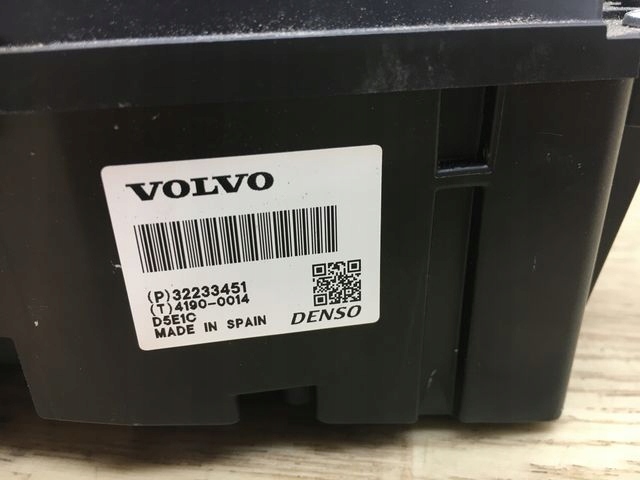 VOLVO
(P)32233451
(T)4190-0014
D5E1C
MADE IN SPAIN
DENSO